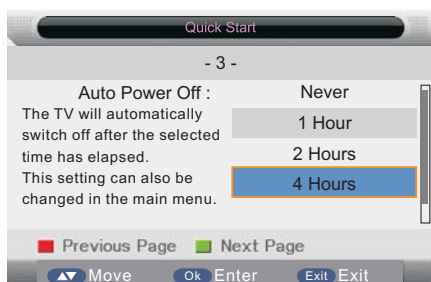 Quick Start
- 3 -
Auto Power Off :
The TV will automatically
switch off after the selected
time has elapsed.
This setting can also be
changed in the main menu.
Never
1 Hour
2 Hours
4 Hours
Previous Page Next Page
▲▼ Move Ok Enter Exit Exit